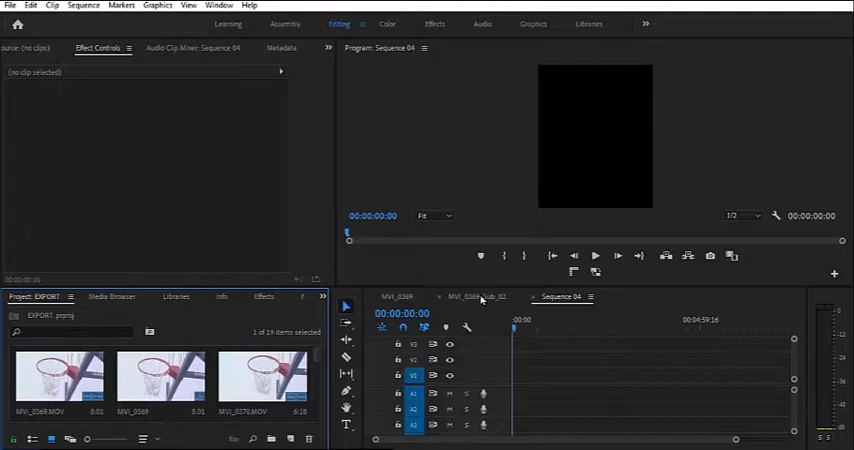 File Edit Clip Sequence Markers Graphics View Window Help
Learning Assembly Editing Color Effects Audio Graphics Libraries
ource: (no clips) Effect Controls Audio Clip Mixer: Sequence 04 Metadata
Program: Sequence 04
(no clip selected)
00:00:00:00 Fit 1/2 00:00:00:00
00:00:00:00
Project: EXPORT Media Browser Libraries Info Effects
MVI_0369 × MVI_0369_Sub_02 × Sequence 04
EXPORT .prproj
00:00:00:00
1 of 19 items selected
:00:00 00:04:59:16
V3
V2
V1
A1 M S
A2 M S
A3 M S
MVI_0369.MOV 8:01 MVI_0369 8:01 MVI_0370.MOV 6:18
T
S S